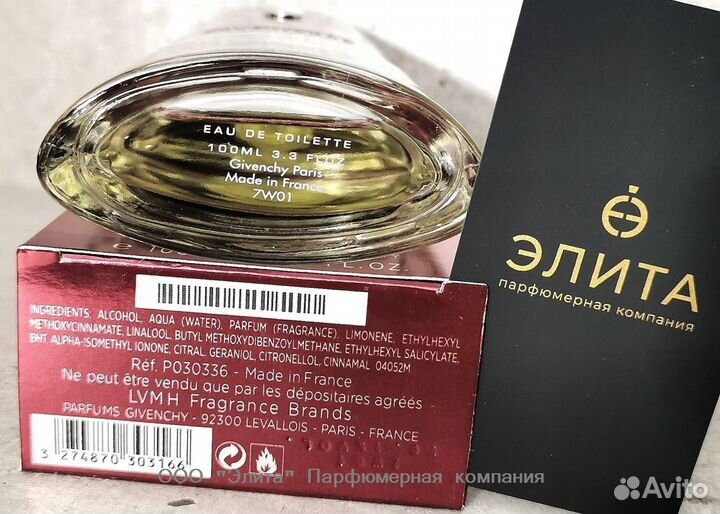 EAU DE TOILETTE
100ML 3.3 FL.OZ
Givenchy Paris
Made in France
7W01
ЭЛИТА
парфюмерная компания
INGREDIENTS: ALCOHOL, AQUA (WATER), PARFUM (FRAGRANCE), LIMONENE, ETHYLHEXYL
METHOXYCINNAMATE, LINALOOL, BUTYL METHOXYDIBENZOYLMETHANE, ETHYLHEXYL SALICYLATE,
BHT, ALPHA-ISOMETHYL IONONE, CITRAL, GERANIOL, CITRONELLOL, CINNAMAL 04052M
Réf. P030336 - Made in France
Ne peut être vendu que par les dépositaires agréés
LVMH Fragrance Brands
PARFUMS GIVENCHY - 92300 LEVALLOIS - PARIS - FRANCE
3 274870 303166
ООО "Элита" Парфюмерная компания
Avito